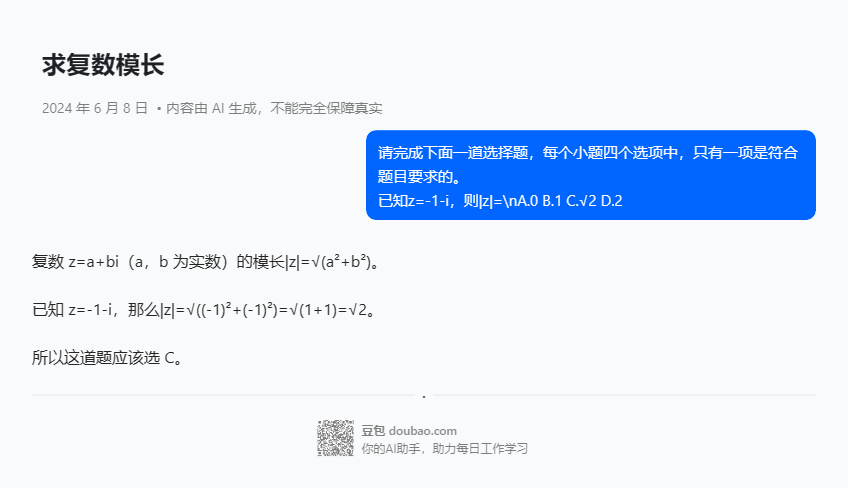 求复数模长
2024 年 6 月 8 日 • 内容由 AI 生成，不能完全保障真实
请完成下面一道选择题，每个小题四个选项中，只有一项是符合
题目要求的。
已知z=-1-i，则|z|=\nA.0 B.1 C.√2 D.2
复数 z=a+bi（a，b 为实数）的模长|z|=√(a²+b²)。
已知 z=-1-i，那么|z|=√((-1)²+(-1)²)=√(1+1)=√2。
所以这道题应该选 C。
豆包 doubao.com
你的AI助手，助力每日工作学习